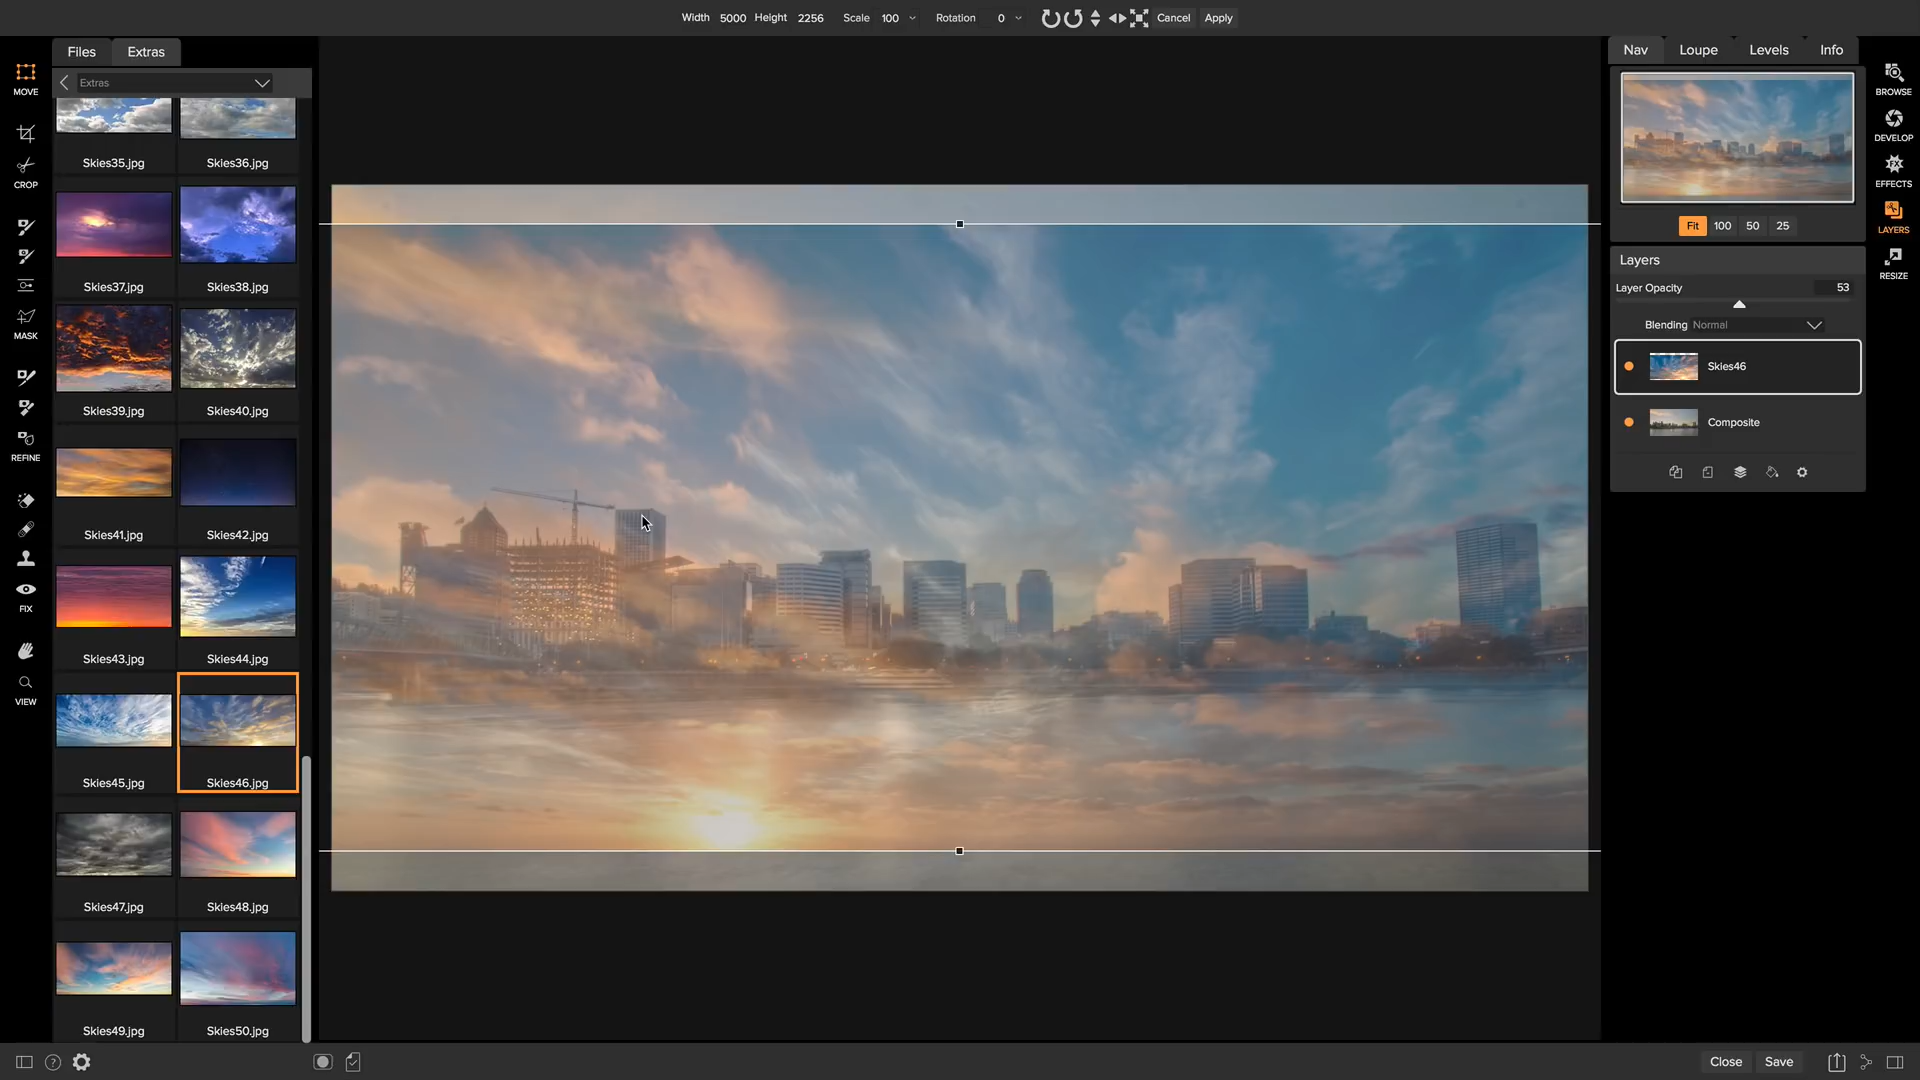 Width 5000 Height 2256 Scale 100 Rotation 0 Cancel Apply
Files Extras
Extras
Skies35.jpg Skies36.jpg
Skies37.jpg Skies38.jpg
Skies39.jpg Skies40.jpg
Skies41.jpg Skies42.jpg
Skies43.jpg Skies44.jpg
Skies45.jpg Skies46.jpg
Skies47.jpg Skies48.jpg
Skies49.jpg Skies50.jpg
MOVE
CROP
MASK
REFINE
FIX
VIEW
Nav Loupe Levels Info
Fit 100 50 25
Layers
Layer Opacity 53
Blending Normal
Skies46
Composite
BROWSE
DEVELOP
FX
EFFECTS
LAYERS
RESIZE
?
Close Save